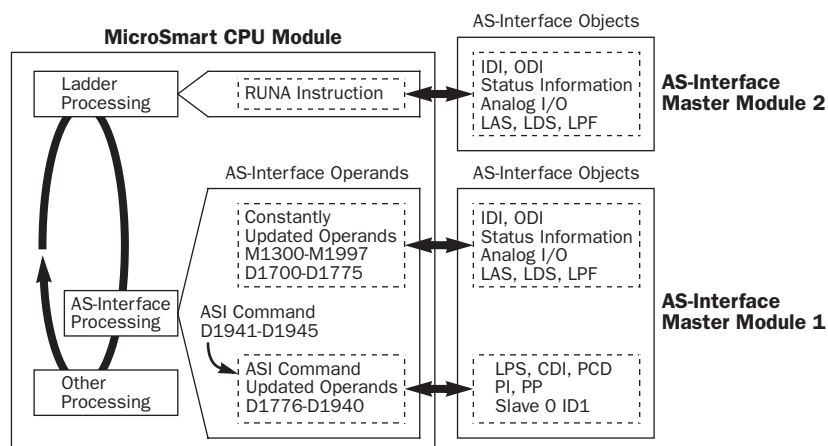 AS-Interface Objects
MicroSmart CPU Module
Ladder
Processing
RUNA Instruction
IDI, ODI
Status Information
Analog I/O
LAS, LDS, LPF
AS-Interface
Master Module 2
AS-Interface Operands
AS-Interface Objects
Constantly
Updated Operands
M1300-M1997
D1700-D1775
IDI, ODI
Status Information
Analog I/O
LAS, LDS, LPF
AS-Interface
Processing
ASI Command
D1941-D1945
AS-Interface
Master Module 1
Other
Processing
ASI Command
Updated Operands
D1776-D1940
LPS, CDI, PCD
PI, PP
Slave 0 ID1